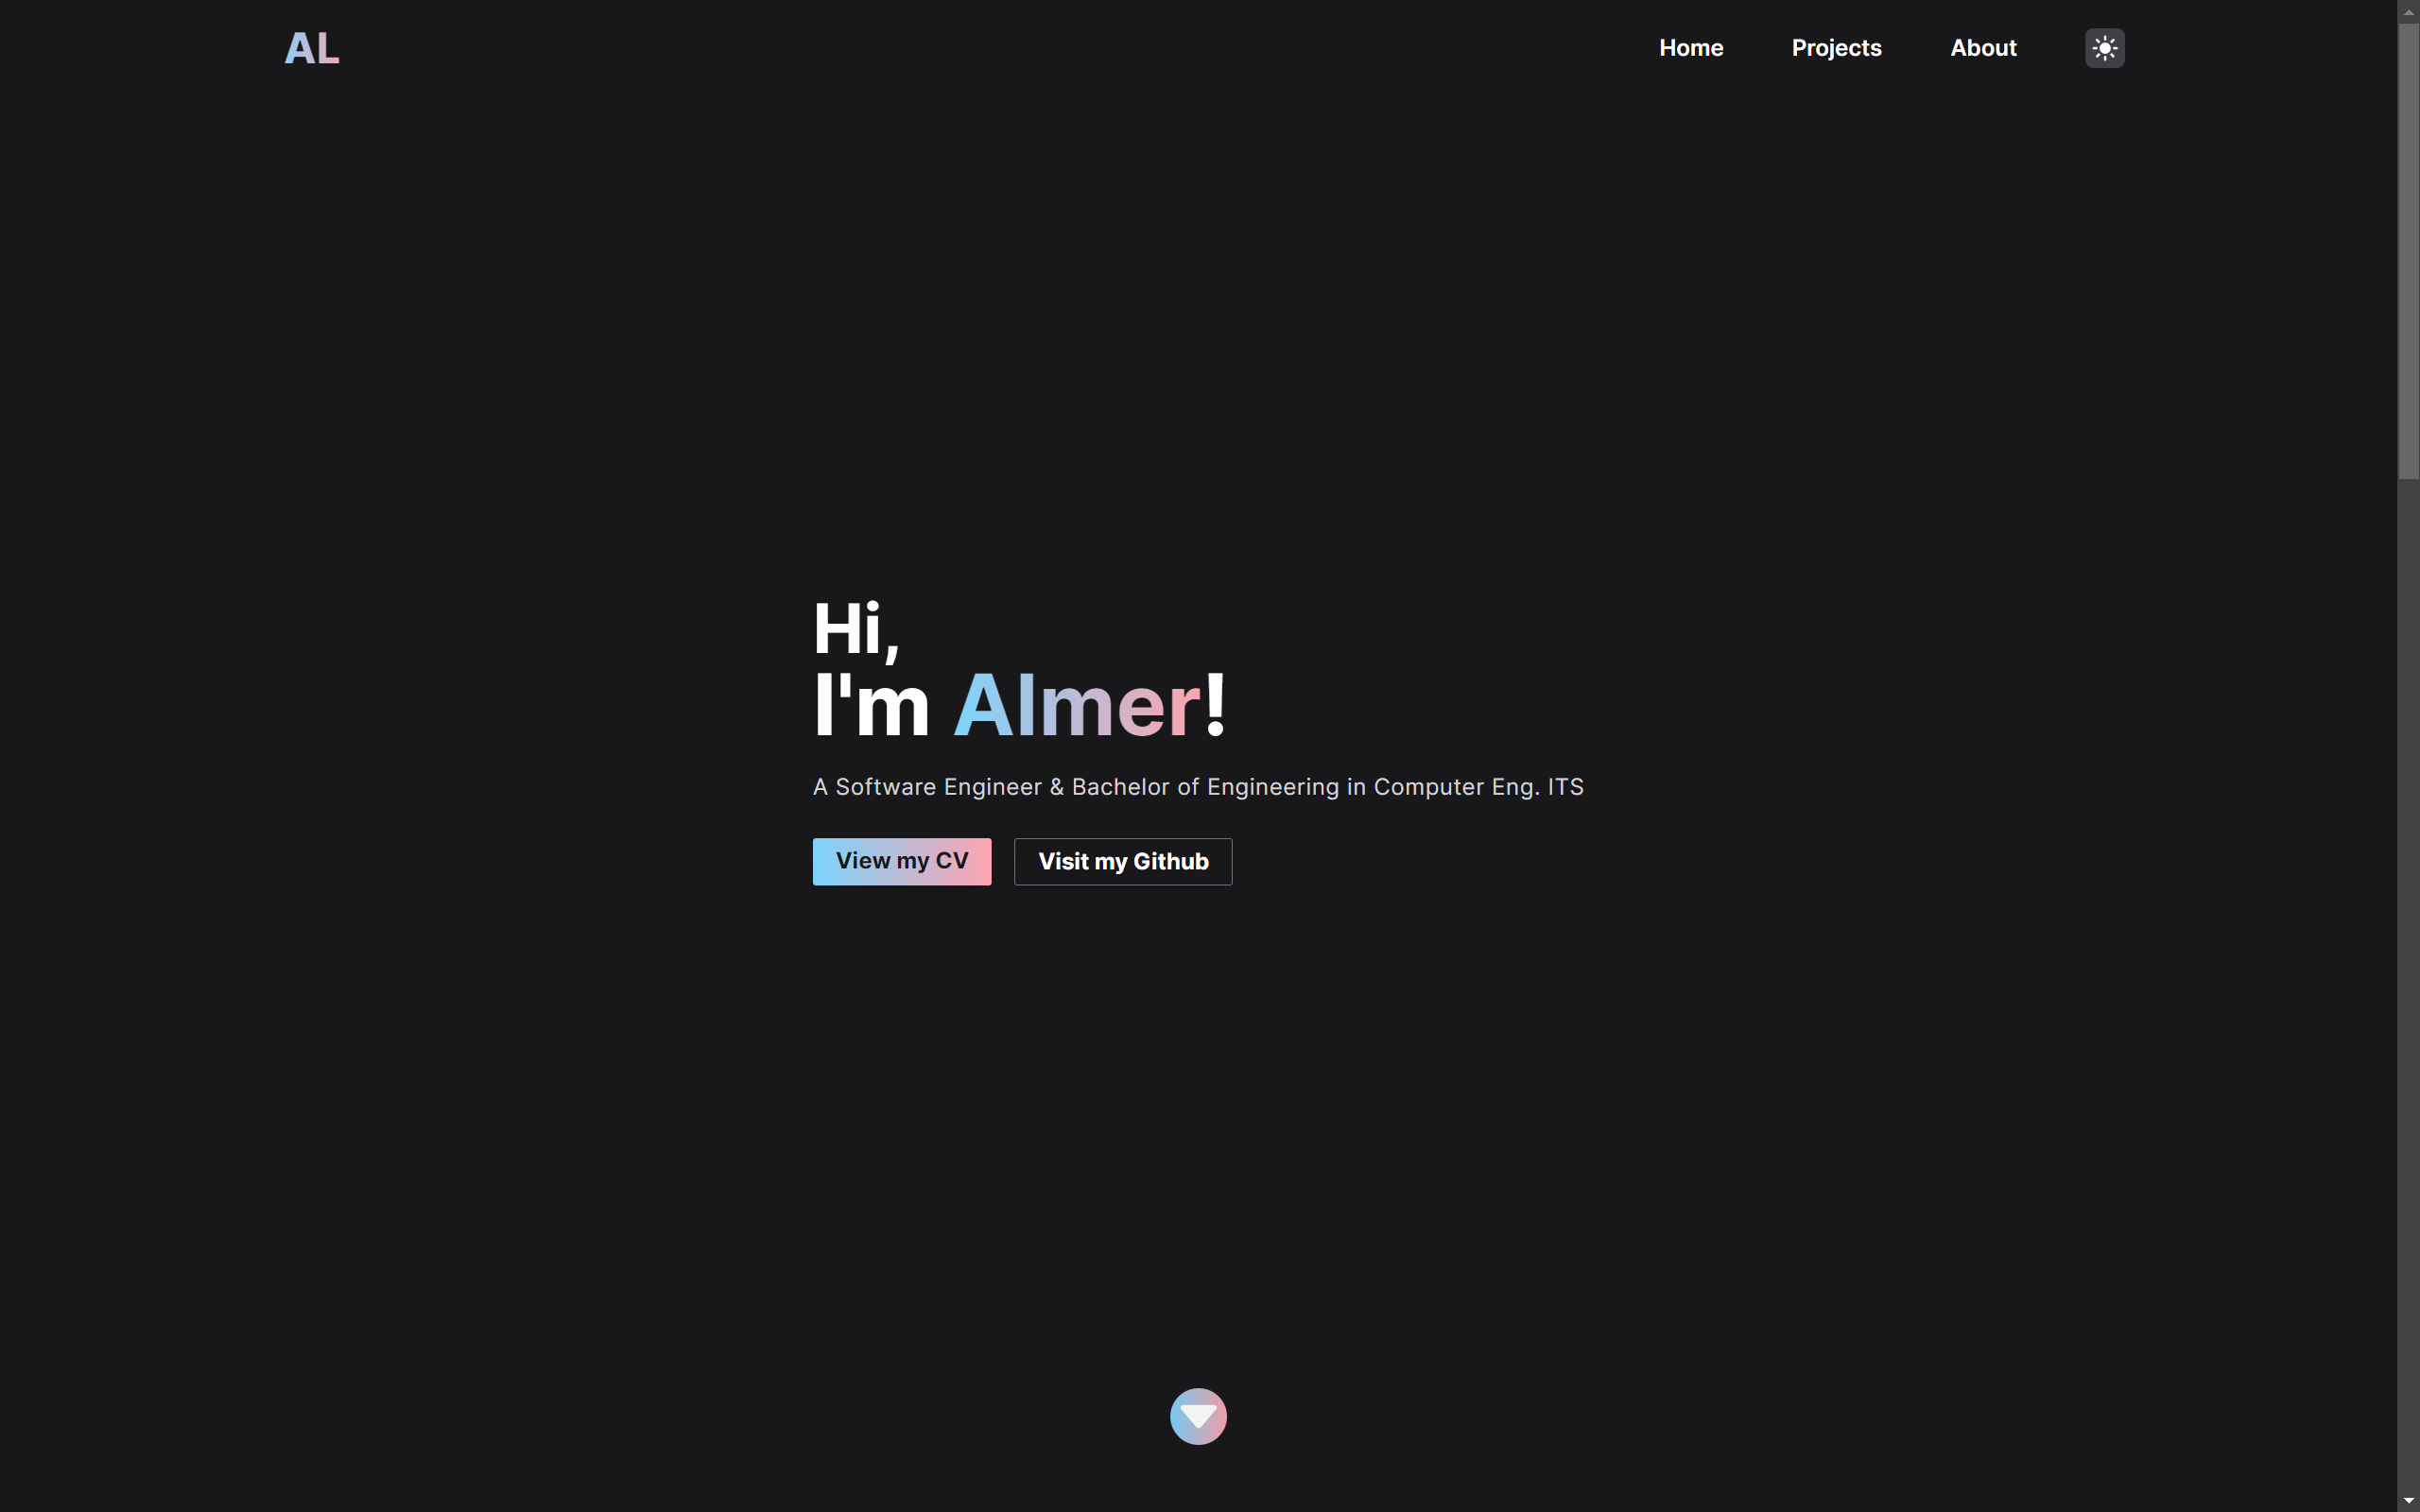 AL
Home
Projects
About
Hi,
I'm Almer!
A Software Engineer & Bachelor of Engineering in Computer Eng. ITS
View my CV
Visit my Github